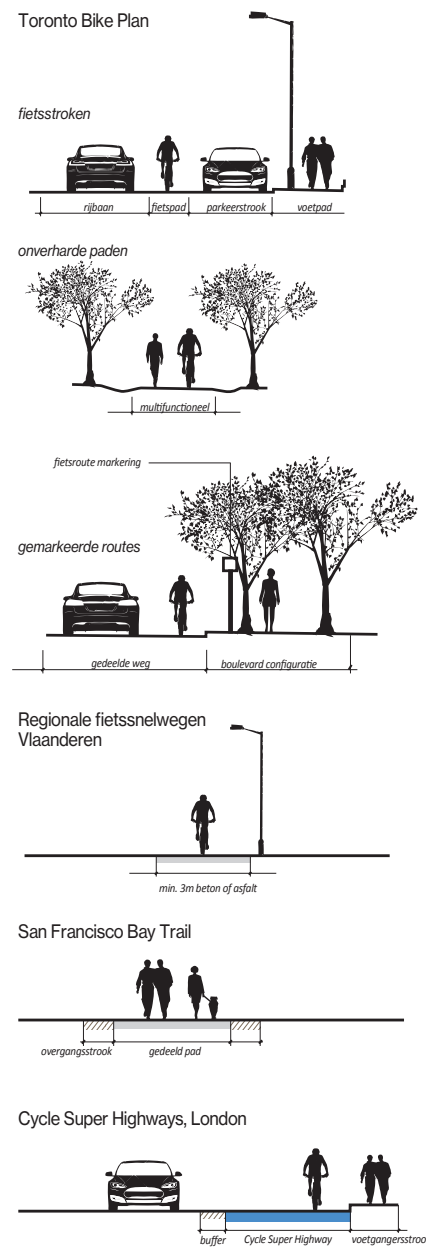 Toronto Bike Plan
fietsstroken
rijbaan fietspad parkeerstrook voetpad
onverharde paden
multifunctioneel
fietsroute markering
gemarkeerde routes
gedeelde weg boulevard configuratie
Regionale fietssnelwegen
Vlaanderen
min. 3m beton of asfalt
San Francisco Bay Trail
overgangsstrook gedeeld pad
Cycle Super Highways, London
buffer Cycle Super Highway voetgangersstroo